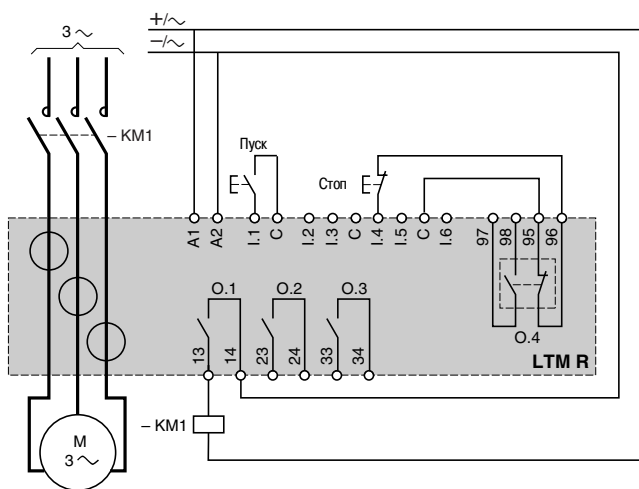 +/~
3 ~
−/~
– KM1
Пуск
Стоп
A1 A2 I.1 C I.2 I.3 C I.4 I.5 C I.6 97 98 95 96
O.1 O.2 O.3
O.4
13 14 23 24 33 34
LTM R
– KM1
M
3 ~